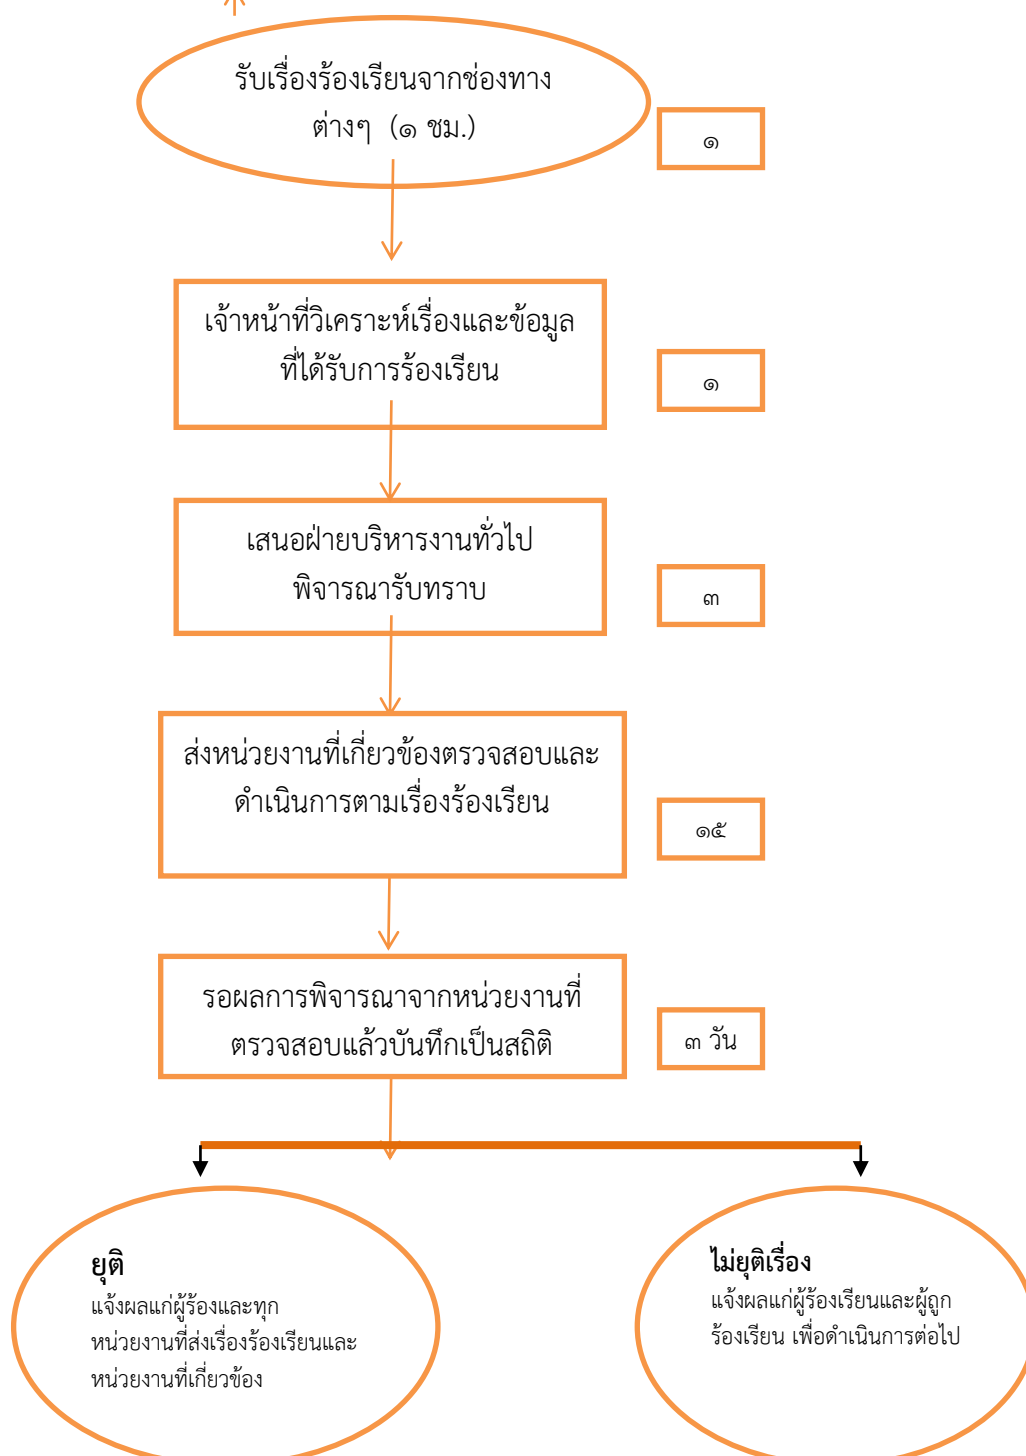 รับเรื่องร้องเรียนจากช่องทาง
ต่างๆ (๑ ชม.)
๑
เจ้าหน้าที่วิเคราะห์เรื่องและข้อมูล
ที่ได้รับการร้องเรียน
๑
เสนอฝ่ายบริหารงานทั่วไป
พิจารณารับทราบ
๓
ส่งหน่วยงานที่เกี่ยวข้องตรวจสอบและ
ดำเนินการตามเรื่องร้องเรียน
๑๕
รอผลการพิจารณาจากหน่วยงานที่
ตรวจสอบแล้วบันทึกเป็นสถิติ
๓ วัน
ยุติ
แจ้งผลแก่ผู้ร้องและทุก
หน่วยงานที่ส่งเรื่องร้องเรียนและ
หน่วยงานที่เกี่ยวข้อง
ไม่ยุติเรื่อง
แจ้งผลแก่ผู้ร้องเรียนและผู้ถูก
ร้องเรียน เพื่อดำเนินการต่อไป